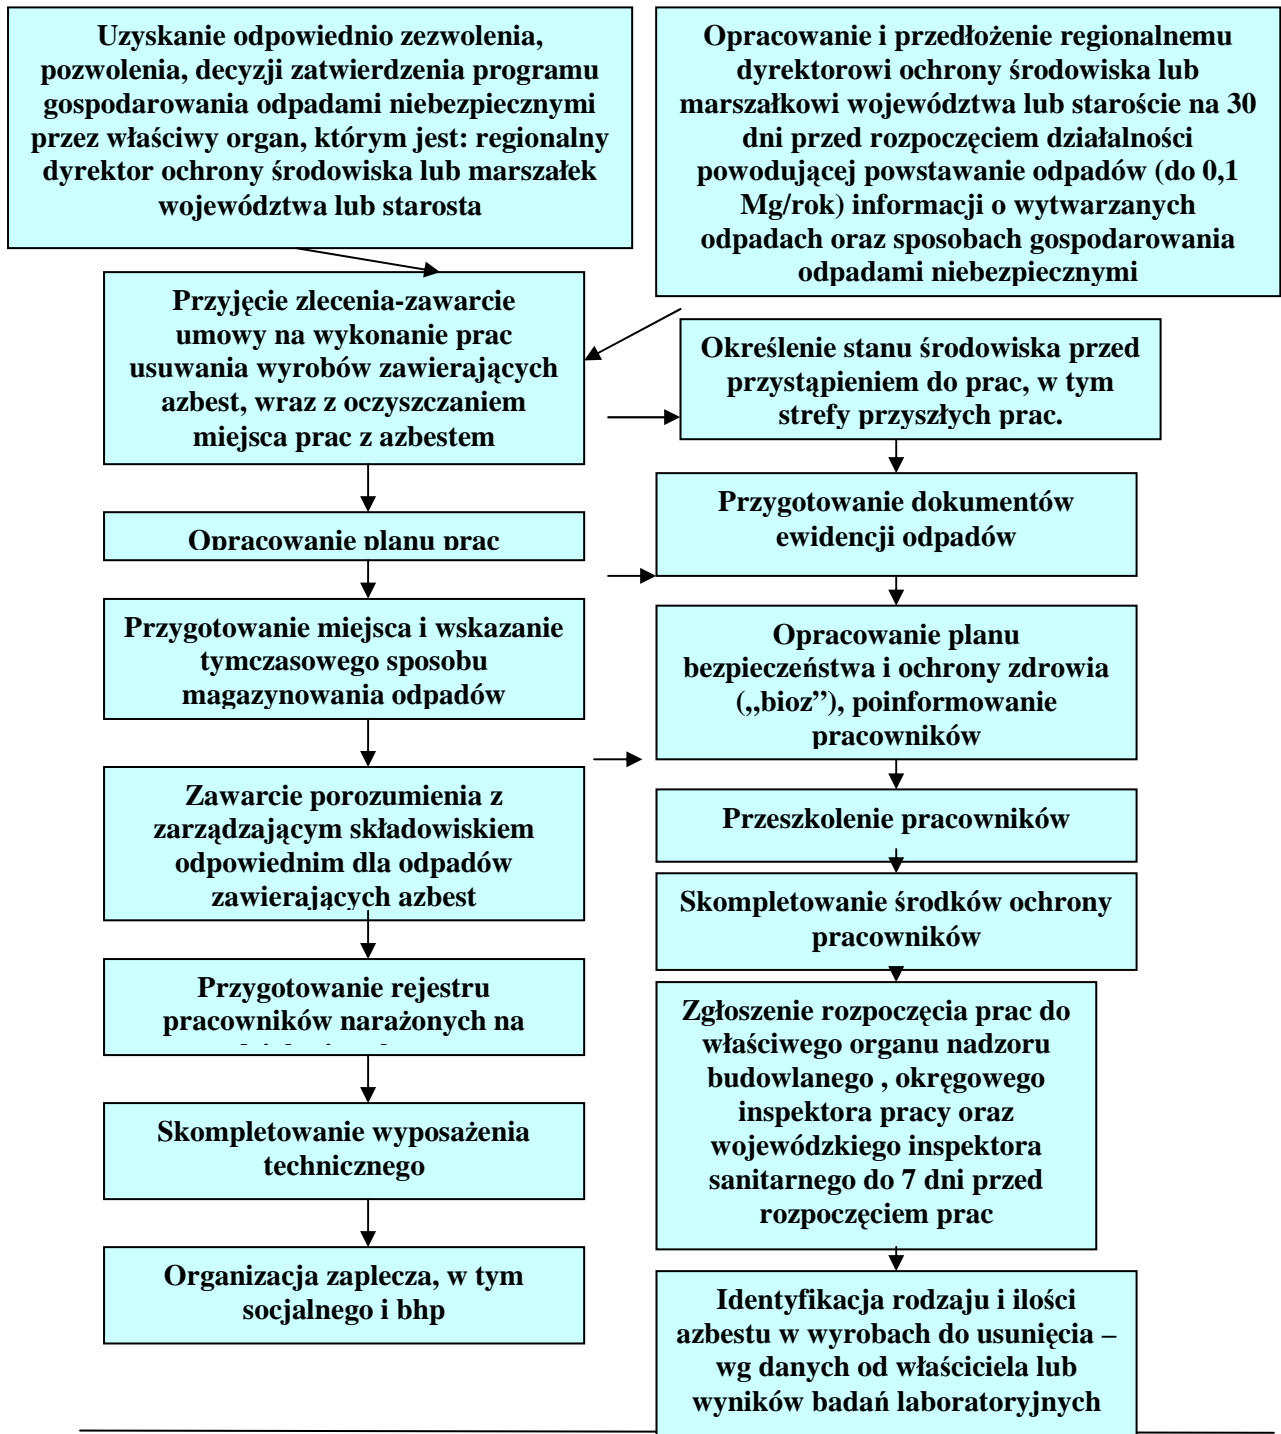 Uzyskanie odpowiednio zezwolenia,
pozwolenia, decyzji zatwierdzenia programu
gospodarowania odpadami niebezpiecznymi
przez właściwy organ, którym jest: regionalny
dyrektor ochrony środowiska lub marszałek
województwa lub starosta
Opracowanie i przedłożenie regionalnemu
dyrektorowi ochrony środowiska lub
marszałkowi województwa lub staroście na 30
dni przed rozpoczęciem działalności
powodującej powstawanie odpadów (do 0,1
Mg/rok) informacji o wytwarzanych
odpadach oraz sposobach gospodarowania
odpadami niebezpiecznymi
Przyjęcie zlecenia-zawarcie
umowy na wykonanie prac
usuwania wyrobów zawierających
azbest, wraz z oczyszczaniem
miejsca prac z azbestem
Określenie stanu środowiska przed
przystąpieniem do prac, w tym
strefy przyszłych prac.
Opracowanie planu prac
Przygotowanie dokumentów
ewidencji odpadów
Przygotowanie miejsca i wskazanie
tymczasowego sposobu
magazynowania odpadów
Opracowanie planu
bezpieczeństwa i ochrony zdrowia
(„bioz”), poinformowanie
pracowników
Zawarcie porozumienia z
zarządzającym składowiskiem
odpowiednim dla odpadów
zawierających azbest
Przeszkolenie pracowników
Skompletowanie środków ochrony
pracowników
Przygotowanie rejestru
pracowników narażonych na
Zgłoszenie rozpoczęcia prac do
właściwego organu nadzoru
budowlanego , okręgowego
inspektora pracy oraz
wojewódzkiego inspektora
sanitarnego do 7 dni przed
rozpoczęciem prac
Skompletowanie wyposażenia
technicznego
Organizacja zaplecza, w tym
socjalnego i bhp
Identyfikacja rodzaju i ilości
azbestu w wyrobach do usunięcia –
wg danych od właściciela lub
wyników badań laboratoryjnych